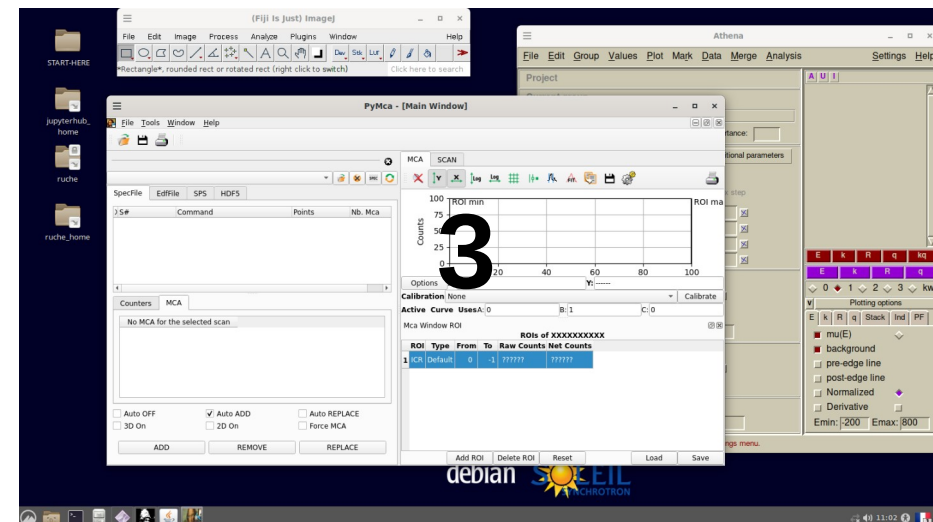 (Fiji Is Just) ImageJ
File Edit Image Process Analyze Plugins Window Help
Dev Stk LUT
*Rectangle*, rounded rect or rotated rect (right click to switch) Click here to search
START-HERE
jupyterhub_
home
ruche
ruche_home
Athena
File Edit Group Values Plot Mark Data Merge Analysis Settings Help
Project
A U I
tance:
itional parameters
step
E k R q kq
E k R q
0 1 2 3 kw
Plotting options
E k R q Stack Ind PF
mu(E)
background
pre-edge line
post-edge line
Normalized
Derivative
Emin: -200 Emax: 800
ngs menu.
PyMca - [Main Window]
File Tools Window Help
SpecFile EdfFile SPS HDF5
S# Command Points Nb. Mca
Counters MCA
No MCA for the selected scan
Auto OFF Auto ADD Auto REPLACE
3D On 2D On Force MCA
ADD REMOVE REPLACE
MCA SCAN
ROI min ROI ma
Counts
100
75
50
25
0
20 40 60 80 100
3
Options Y: ------
Calibration None Calibrate
Active Curve Uses A: 0 B: 1 C: 0
Mca Window ROI
ROIs of XXXXXXXXXX
ROI Type From To Raw Counts Net Counts
1 ICR Default 0 -1 ?????? ??????
Add ROI Delete ROI Reset Load Save
debian SOLEIL
SYNCHROTRON
11:02